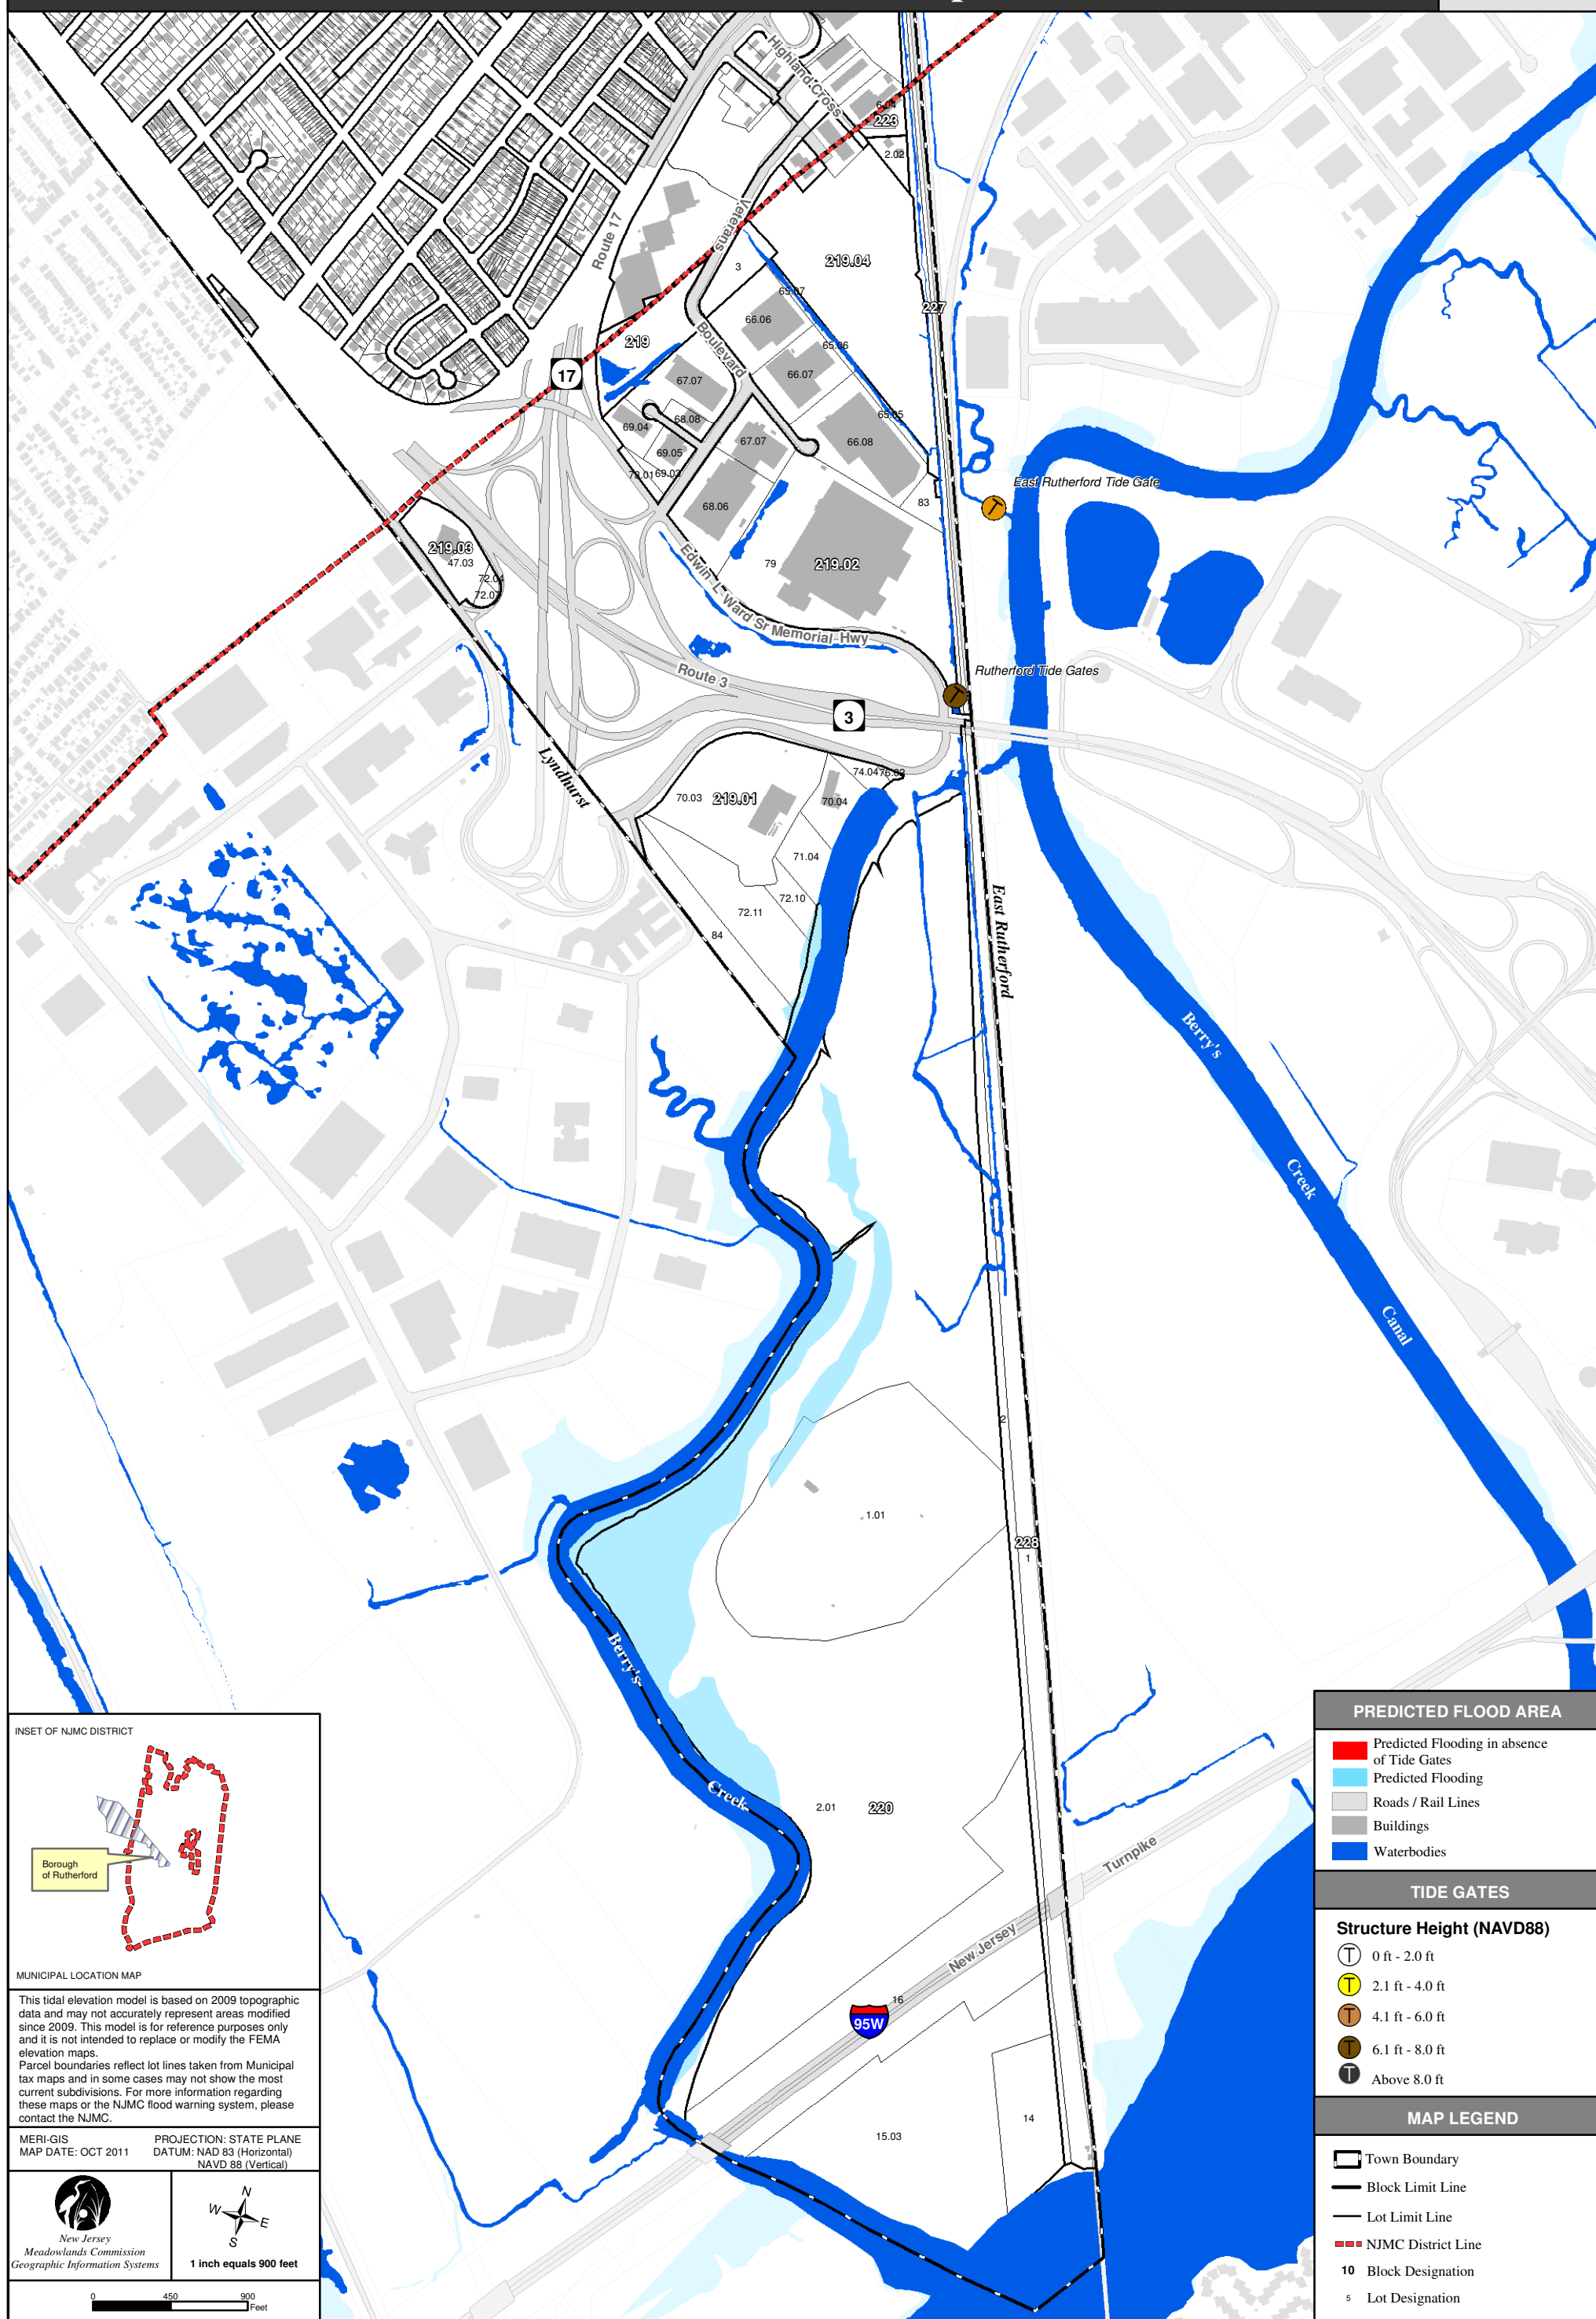 Highland Cross
6.04
223
2.02
Route 17
Veterans
Boulevard
3
219.04
65.07
227
66.06
65.06
219
17
67.07
66.07
68.08
69.04
65.05
67.07
66.08
69.05
69.02
68.06
83
East Rutherford Tide Gate
T
219.03
47.03
72.04
72.07
79
219.02
Edwin L Ward Sr Memorial Hwy
Rutherford Tide Gates
T
Route 3
3
Lyndhurst
74.04
70.03
219.01
70.04
71.04
72.10
72.11
84
East Rutherford
Berry's
Creek
Canal
2
1.01
228
1
Berry's
Creek
2.01
220
Turnpike
New Jersey
16
95W
14
15.03
INSET OF NJMC DISTRICT
Borough
of Rutherford
MUNICIPAL LOCATION MAP
This tidal elevation model is based on 2009 topographic
data and may not accurately represent areas modified
since 2009. This model is for reference purposes only
and it is not intended to replace or modify the FEMA
elevation maps.
Parcel boundaries reflect lot lines taken from Municipal
tax maps and in some cases may not show the most
current subdivisions. For more information regarding
these maps or the NJMC flood warning system, please
contact the NJMC.
MERI-GIS
MAP DATE: OCT 2011
PROJECTION: STATE PLANE
DATUM: NAD 83 (Horizontal)
NAVD 88 (Vertical)
New Jersey
Meadowlands Commission
Geographic Information Systems
N
W
E
S
1 inch equals 900 feet
0 450 900
Feet
PREDICTED FLOOD AREA
Predicted Flooding in absence
of Tide Gates
Predicted Flooding
Roads / Rail Lines
Buildings
Waterbodies
TIDE GATES
Structure Height (NAVD88)
T 0 ft - 2.0 ft
T 2.1 ft - 4.0 ft
T 4.1 ft - 6.0 ft
T 6.1 ft - 8.0 ft
T Above 8.0 ft
MAP LEGEND
Town Boundary
Block Limit Line
Lot Limit Line
NJMC District Line
10 Block Designation
5 Lot Designation